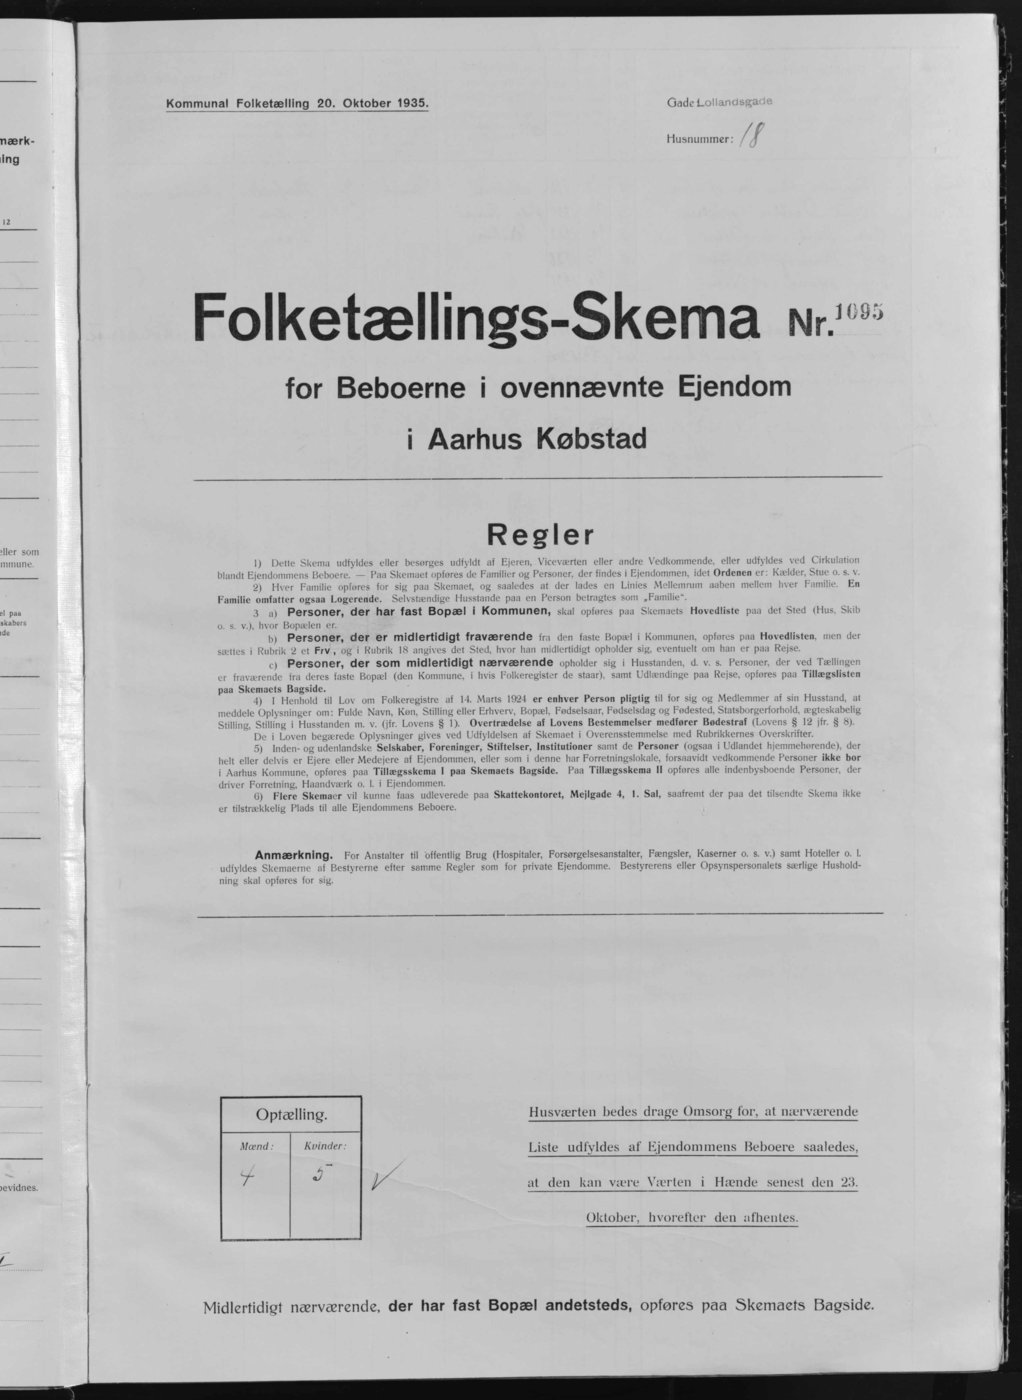 mærk-
ing
12
eller som
mmune.
el paa
skabers
de
bevidnes.
Kommunal Folketælling 20. Oktober 1935.
Gade Lollandsgade
Husnummer: 18
Folketællings-Skema Nr. 1095
for Beboerne i ovennævnte Ejendom
i Aarhus Købstad
Regler
1) Dette Skema udfyldes eller besørges udfyldt af Ejeren, Viceværten eller andre Vedkommende, eller udfyldes ved Cirkulation
blandt Ejendommens Beboere. — Paa Skemaet opføres de Familier og Personer, der findes i Ejendommen, idet Ordenen er: Kælder, Stue o. s. v.
2) Hver Familie opføres for sig paa Skemaet, og saaledes at der lades en Linies Mellemrum aaben mellem hver Familie. En
Familie omfatter ogsaa Logerende. Selvstændige Husstande paa en Person betragtes som „Familie“.
3 a) Personer, der har fast Bopæl i Kommunen, skal opføres paa Skemaets Hovedliste paa det Sted (Hus, Skib
o. s. v.), hvor Bopælen er.
b) Personer, der er midlertidigt fraværende fra den faste Bopæl i Kommunen, opføres paa Hovedlisten, men der
sættes i Rubrik 2 et Frv., og i Rubrik 18 angives det Sted, hvor han midlertidigt opholder sig, eventuelt om han er paa Rejse.
c) Personer, der som midlertidigt nærværende opholder sig i Husstanden, d. v. s. Personer, der ved Tællingen
er fraværende fra deres faste Bopæl (den Kommune, i hvis Folkeregister de staar), samt Udlændinge paa Rejse, opføres paa Tillægslisten
paa Skemaets Bagside.
4) I Henhold til Lov om Folkeregistre af 14. Marts 1924 er enhver Person pligtig til for sig og Medlemmer af sin Husstand, at
meddele Oplysninger om: Fulde Navn, Køn, Stilling eller Erhverv, Bopæl, Fødselsaar, Fødselsdag og Fødested, Statsborgerforhold, ægteskabelig
Stilling, Stilling i Husstanden m. v. (jfr. Lovens § 1). Overtrædelse af Lovens Bestemmelser medfører Bødestraf (Lovens § 12 jfr. § 8).
De i Loven begærede Oplysninger gives ved Udfyldelsen af Skemaet i Overensstemmelse med Rubrikkernes Overskrifter.
5) Inden- og udenlandske Selskaber, Foreninger, Stiftelser, Institutioner samt de Personer (ogsaa i Udlandet hjemmehørende), der
helt eller delvis er Ejere eller Medejere af Ejendommen, eller som i denne har Forretningslokale, forsaavidt vedkommende Personer ikke bor
i Aarhus Kommune, opføres paa Tillægsskema I paa Skemaets Bagside. Paa Tillægsskema II opføres alle indenbysboende Personer, der
driver Forretning, Haandværk o. l. i Ejendommen.
6) Flere Skemaer vil kunne faas udleverede paa Skattekontoret, Mejlgade 4, 1. Sal, saafremt der paa det tilsendte Skema ikke
er tilstrækkelig Plads til alle Ejendommens Beboere.
Anmærkning. For Anstalter til offentlig Brug (Hospitaler, Forsørgelsesanstalter, Fængsler, Kaserner o. s. v.) samt Hoteller o. l.
udfyldes Skemaerne af Bestyrerne efter samme Regler som for private Ejendomme. Bestyrerens eller Opsynspersonalets særlige Hushold-
ning skal opføres for sig.
Optælling.
Mænd: Kvinder:
4 5
Husværten bedes drage Omsorg for, at nærværende
Liste udfyldes af Ejendommens Beboere saaledes,
at den kan være Værten i Hænde senest den 23.
Oktober, hvorefter den afhentes.
Midlertidigt nærværende, der har fast Bopæl andetsteds, opføres paa Skemaets Bagside.